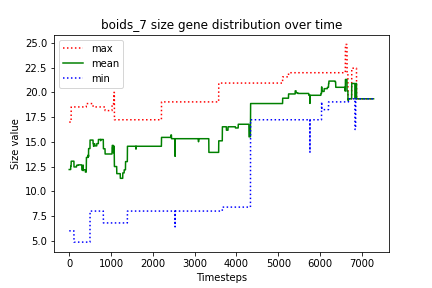 boids_7 size gene distribution over time
max
mean
min
Size value
25.0
22.5
20.0
17.5
15.0
12.5
10.0
7.5
5.0
0 1000 2000 3000 4000 5000 6000 7000
Timesteps